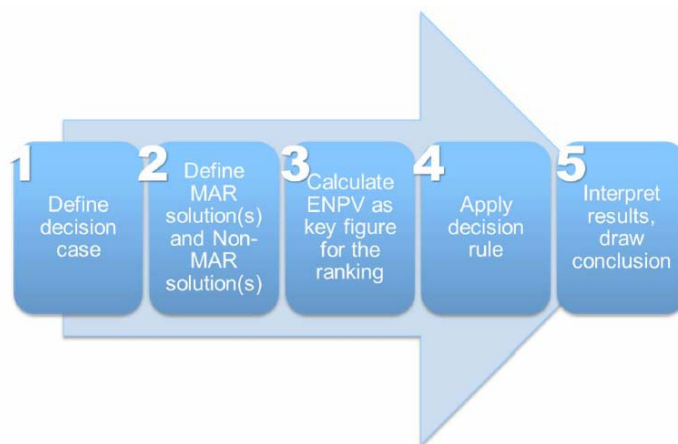 1
Define
decision
case
2
Define
MAR
solution(s)
and Non-
MAR
solution(s)
3
Calculate
ENPV as
key figure
for the
ranking
4
Apply
decision
rule
5
Interpret
results,
draw
conclusion